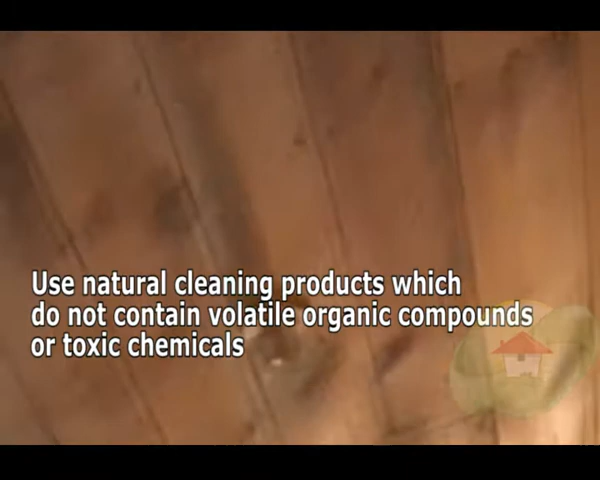 Use natural cleaning products which
do not contain volatile organic compounds
or toxic chemicals